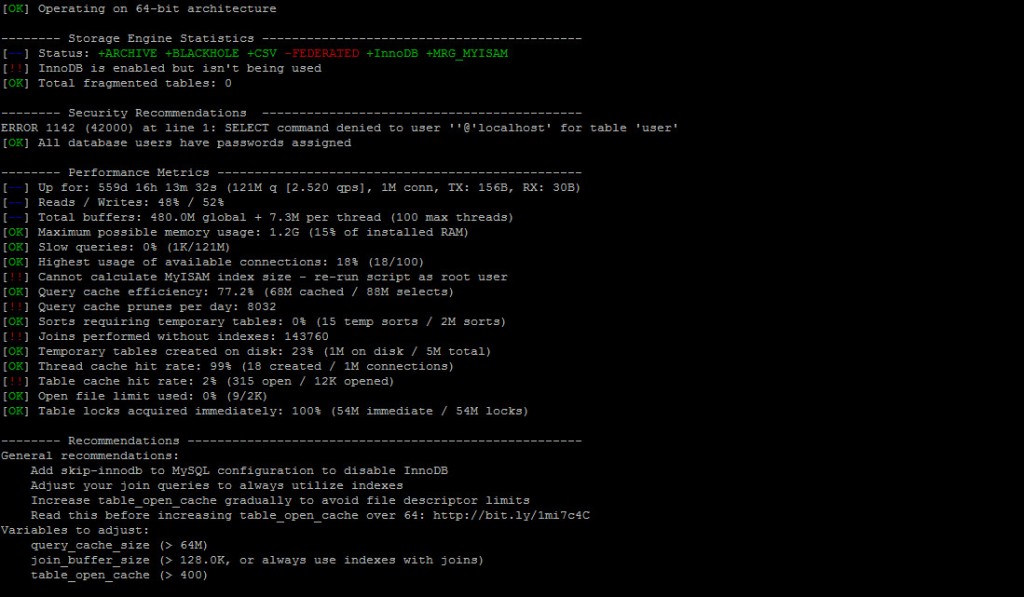 [OK] Operating on 64-bit architecture
-------- Storage Engine Statistics -------------------------------------------
[--] Status: +ARCHIVE +BLACKHOLE +CSV -FEDERATED +InnoDB +MRG_MYISAM
[!!] InnoDB is enabled but isn't being used
[OK] Total fragmented tables: 0
-------- Security Recommendations  -------------------------------------------
ERROR 1142 (42000) at line 1: SELECT command denied to user ''@'localhost' for table 'user'
[OK] All database users have passwords assigned
-------- Performance Metrics -------------------------------------------------
[--] Up for: 559d 16h 13m 32s (121M q [2.520 qps], 1M conn, TX: 156B, RX: 30B)
[--] Reads / Writes: 48% / 52%
[--] Total buffers: 480.0M global + 7.3M per thread (100 max threads)
[OK] Maximum possible memory usage: 1.2G (15% of installed RAM)
[OK] Slow queries: 0% (1K/121M)
[OK] Highest usage of available connections: 18% (18/100)
[!!] Cannot calculate MyISAM index size - re-run script as root user
[OK] Query cache efficiency: 77.2% (68M cached / 88M selects)
[!!] Query cache prunes per day: 8032
[OK] Sorts requiring temporary tables: 0% (15 temp sorts / 2M sorts)
[!!] Joins performed without indexes: 143760
[OK] Temporary tables created on disk: 23% (1M on disk / 5M total)
[OK] Thread cache hit rate: 99% (18 created / 1M connections)
[!!] Table cache hit rate: 2% (315 open / 12K opened)
[OK] Open file limit used: 0% (9/2K)
[OK] Table locks acquired immediately: 100% (54M immediate / 54M locks)
-------- Recommendations -----------------------------------------------------
General recommendations:
    Add skip-innodb to MySQL configuration to disable InnoDB
    Adjust your join queries to always utilize indexes
    Increase table_open_cache gradually to avoid file descriptor limits
    Read this before increasing table_open_cache over 64: http://bit.ly/1mi7c4C
Variables to adjust:
    query_cache_size (> 64M)
    join_buffer_size (> 128.0K, or always use indexes with joins)
    table_open_cache (> 400)